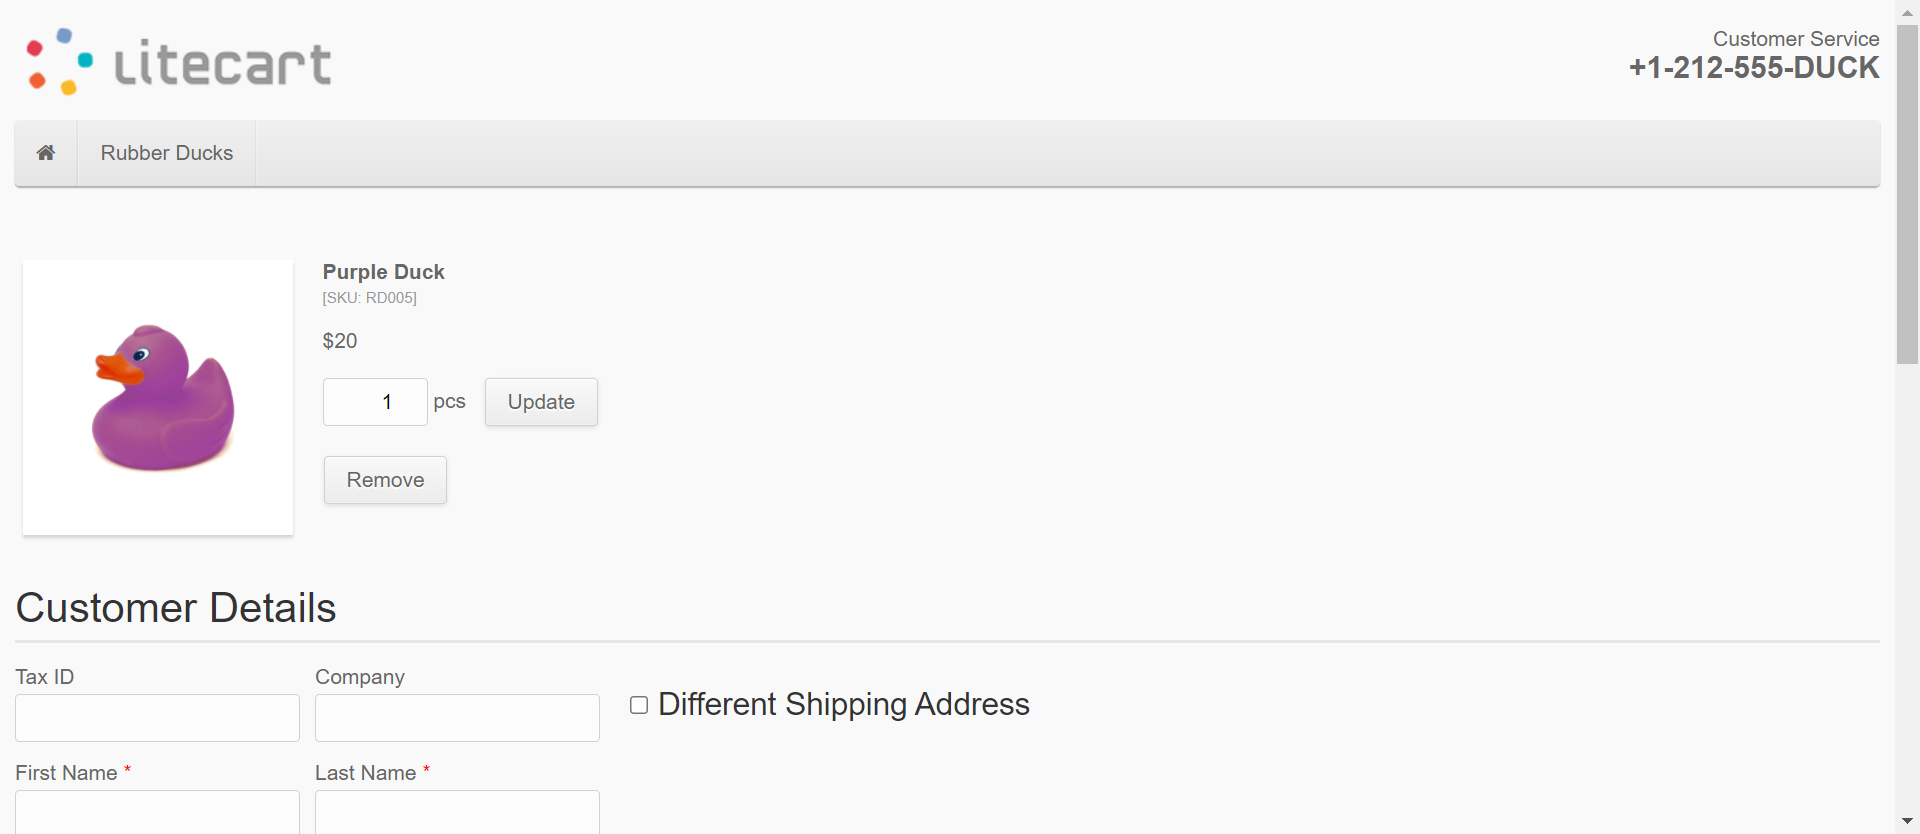 Litecart
Customer Service
+1-212-555-DUCK
Rubber Ducks
Purple Duck
[SKU: RD005]
$20
1 pcs Update
Remove
Customer Details
Tax ID Company
Different Shipping Address
First Name * Last Name *